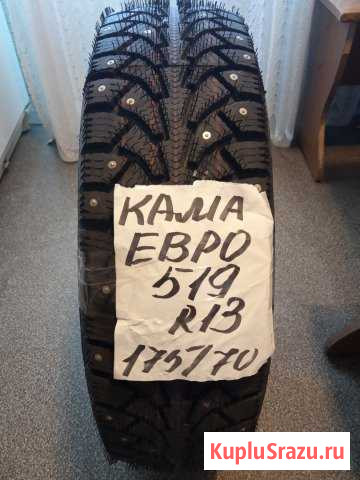 КАМА
ЕВРО
519
R13
175/70
KupluSrazu.ru